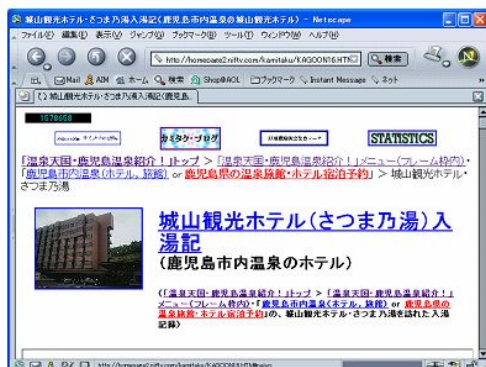 城山観光ホテル・さつま乃湯入湯記(鹿児島市内温泉の城山観光ホテル) - Netscape
ファイル(F) 編集(E) 表示(V) ジャンプ(G) ブックマーク(B) ツール(T) ウィンドウ(W) ヘルプ(H)
http://homepage2.nifty.com/kamitaku/KAGOON16.HTM 検索
Mail AIM ホーム 検索 Shop@AOL ブックマーク Instant Message ネット
城山観光ホテル・さつま乃湯入湯記(鹿児島..
1578658
カミタク・ブログ
STATISTICS
「温泉天国・鹿児島温泉紹介!」トップ > 「温泉天国・鹿児島温泉紹介!」メニュー(フレーム枠内)・
「鹿児島市内温泉(ホテル, 旅館) or 鹿児島県の温泉旅館・ホテル宿泊予約」 > 城山観光ホテル・
さつま乃湯
城山観光ホテル(さつま乃湯)入
湯記
(鹿児島市内温泉のホテル)
(「温泉天国・鹿児島温泉紹介!」トップ > 「温泉天国・鹿児島温泉紹介!」
メニュー(フレーム枠内)・「鹿児島市内温泉(ホテル, 旅館) or 鹿児島県の
温泉旅館・ホテル宿泊予約」の、城山観光ホテル・さつま乃湯を訪れた入湯
記録)